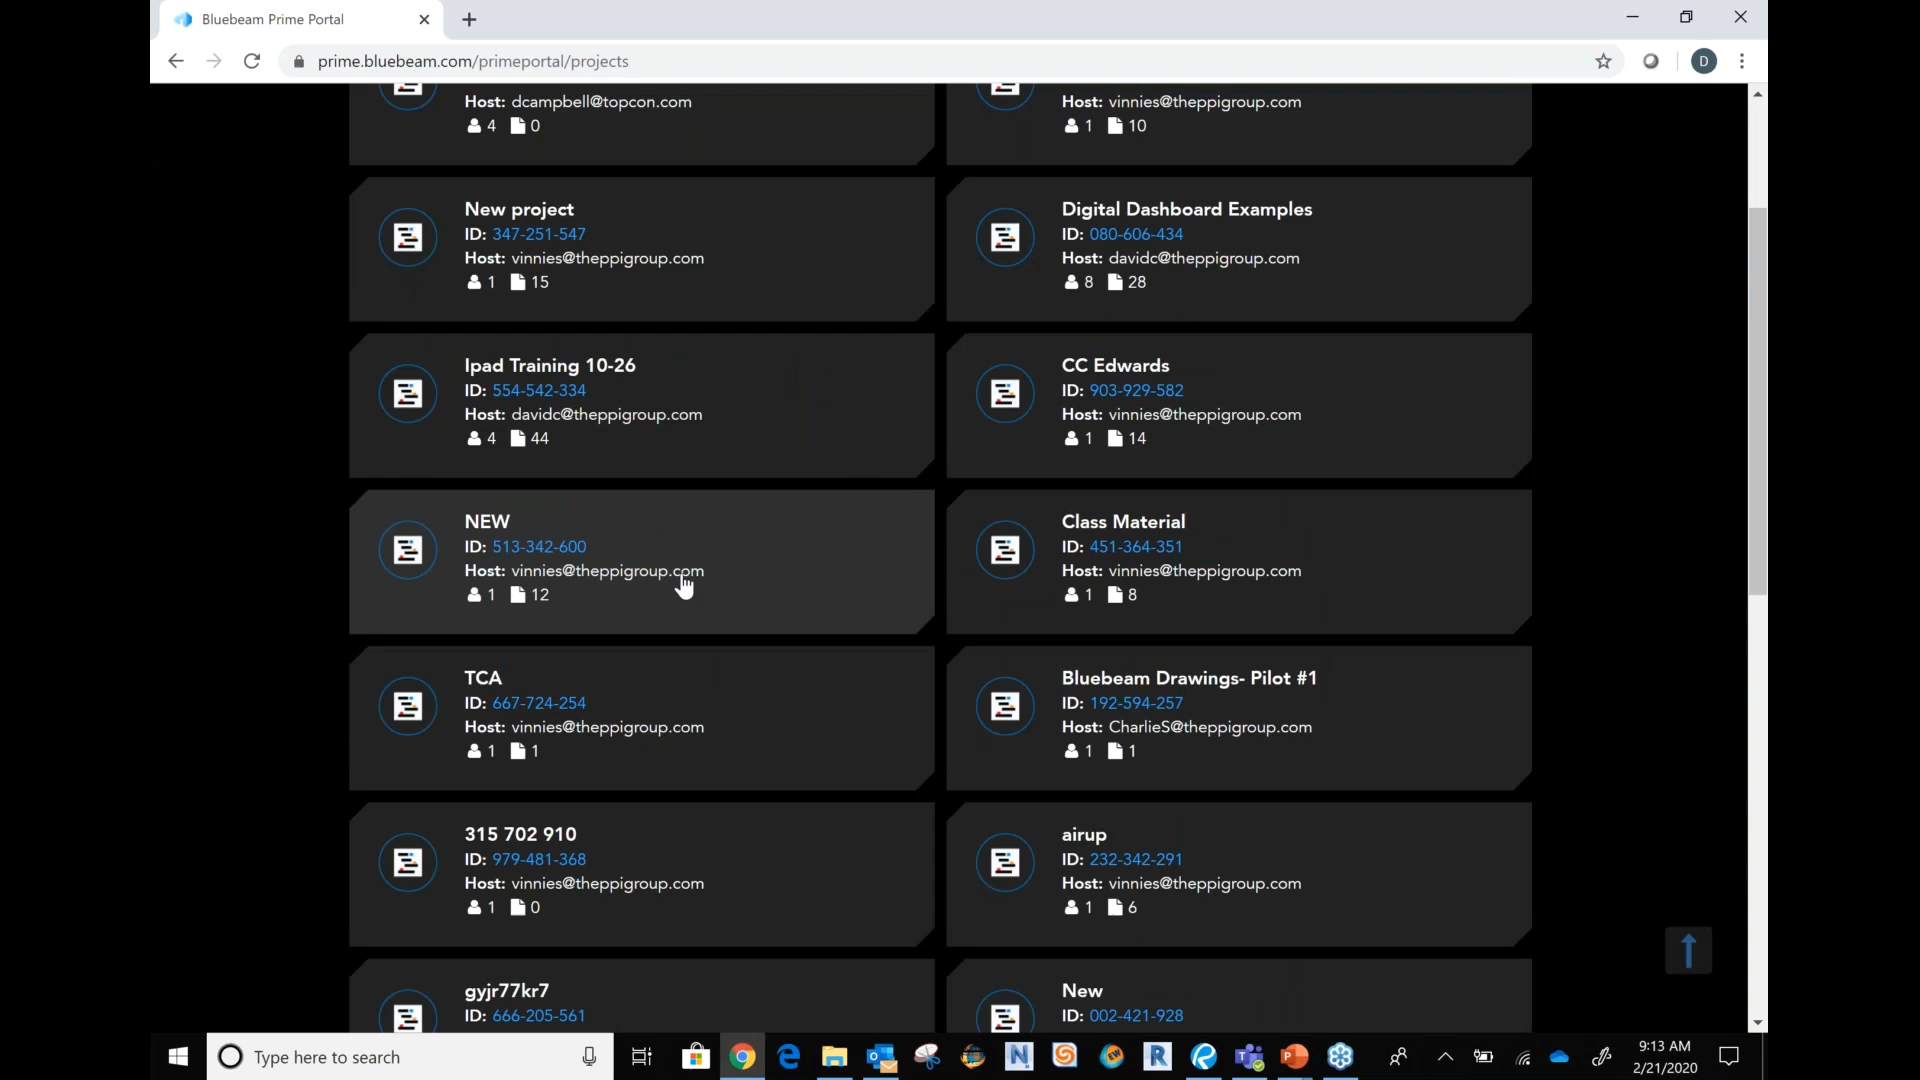 Bluebeam Prime Portal
prime.bluebeam.com/primeportal/projects
D
Host: dcampbell@topcon.com
4 0
Host: vinnies@theppigroup.com
1 10
New project
ID: 347-251-547
Host: vinnies@theppigroup.com
1 15
Digital Dashboard Examples
ID: 080-606-434
Host: davidc@theppigroup.com
8 28
Ipad Training 10-26
ID: 554-542-334
Host: davidc@theppigroup.com
4 44
CC Edwards
ID: 903-929-582
Host: vinnies@theppigroup.com
1 14
NEW
ID: 513-342-600
Host: vinnies@theppigroup.com
1 12
Class Material
ID: 451-364-351
Host: vinnies@theppigroup.com
1 8
TCA
ID: 667-724-254
Host: vinnies@theppigroup.com
1 1
Bluebeam Drawings- Pilot #1
ID: 192-594-257
Host: CharlieS@theppigroup.com
1 1
315 702 910
ID: 979-481-368
Host: vinnies@theppigroup.com
1 0
airup
ID: 232-342-291
Host: vinnies@theppigroup.com
1 6
gyjr77kr7
ID: 666-205-561
New
ID: 002-421-928
Type here to search
9:13 AM
2/21/2020